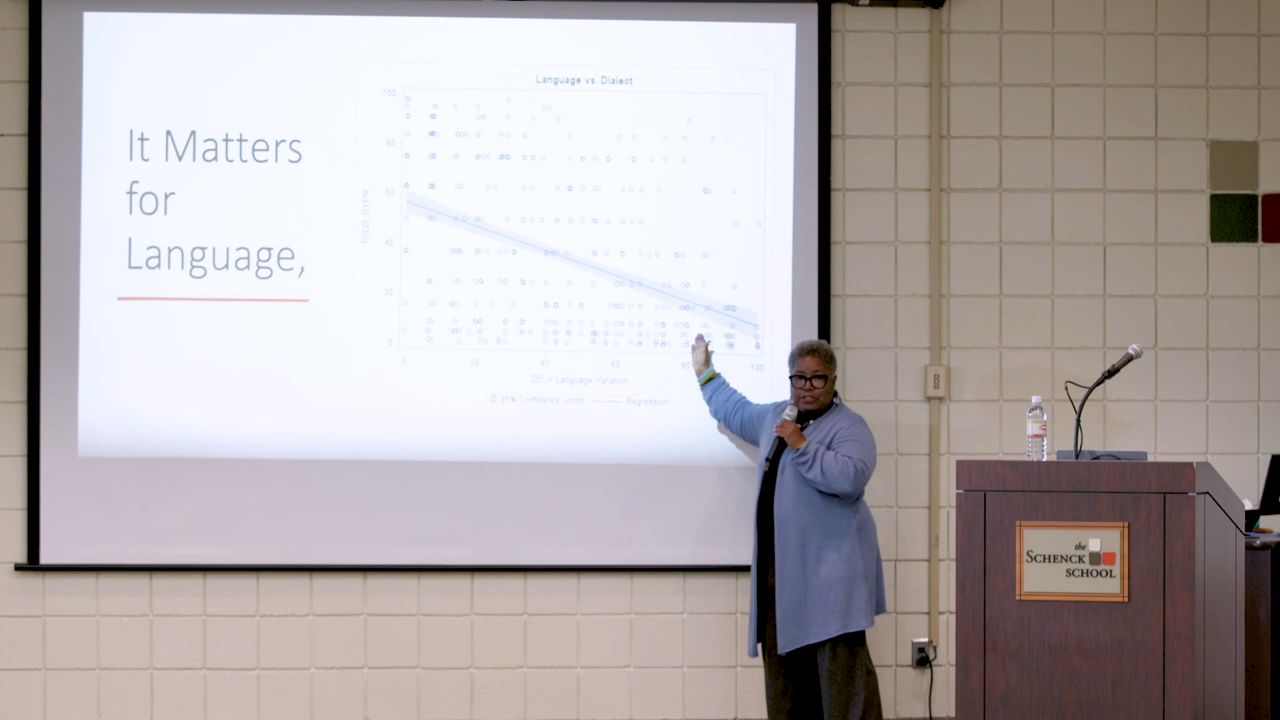 It Matters
for
Language,
Language vs. Dialect
100
80
60
40
20
0
0
20
40
60
80
100
DELV Language Variation
95% Confidence Limits
Regression
the
SCHENCK
SCHOOL